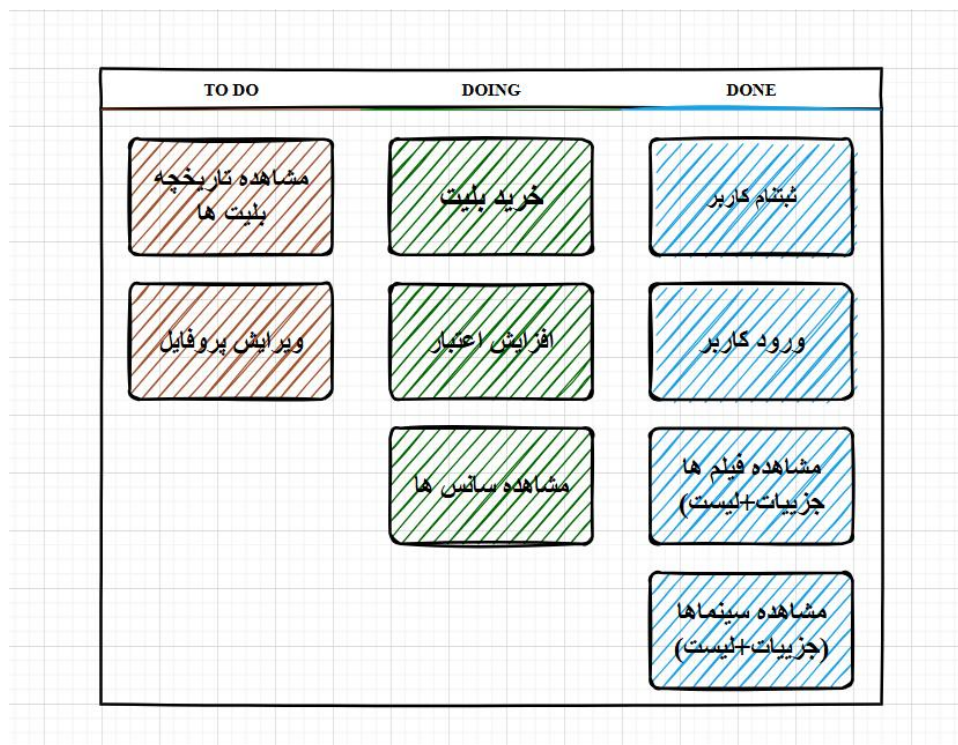 TO DO
DOING
DONE
مشاهده تاریخچه
بلیت ها
خرید بلیت
ثبتنام کاربر
ویرایش پروفایل
افزایش اعتبار
ورود کاربر
مشاهده سانس ها
مشاهده فیلم ها
جزییات+لیست)
مشاهده سینماها
(جزییات+لیست)